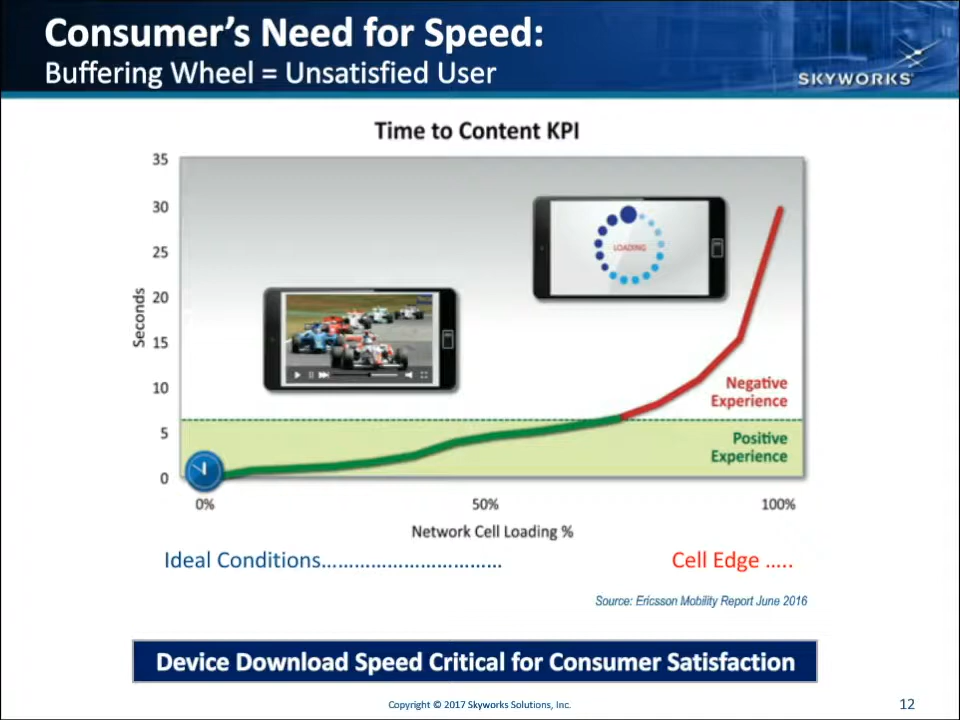 Consumer's Need for Speed:
Buffering Wheel = Unsatisfied User
SKYWORKS
Time to Content KPI
35
30
25
20
15
10
5
0
Seconds
LOADING
Negative
Experience
Positive
Experience
0%
50%
100%
Network Cell Loading %
Ideal Conditions……………………………
Cell Edge …..
Source: Ericsson Mobility Report June 2016
Device Download Speed Critical for Consumer Satisfaction
Copyright © 2017 Skyworks Solutions, Inc.
12